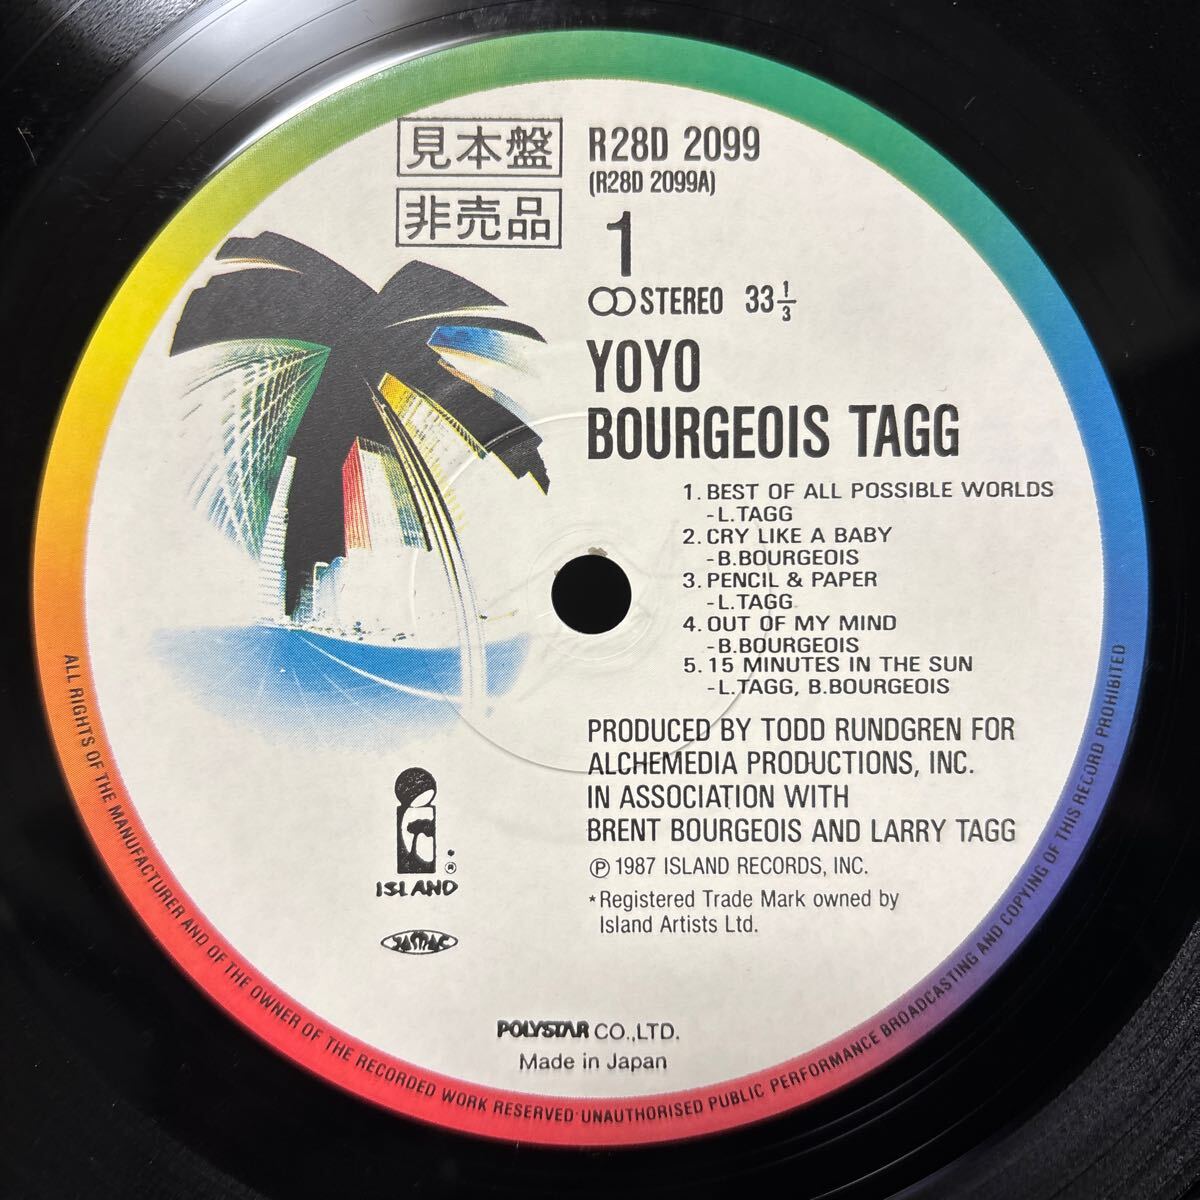 見本盤
非売品
R28D 2099
(R28D 2099A)
1
STEREO 33 1/3
YOYO
BOURGEOIS TAGG
1. BEST OF ALL POSSIBLE WORLDS
-L.TAGG
2. CRY LIKE A BABY
-B.BOURGEOIS
3. PENCIL & PAPER
-L.TAGG
4. OUT OF MY MIND
-B.BOURGEOIS
5. 15 MINUTES IN THE SUN
-L.TAGG, B.BOURGEOIS
PRODUCED BY TODD RUNDGREN FOR
ALCHEMEDIA PRODUCTIONS, INC.
IN ASSOCIATION WITH
BRENT BOURGEOIS AND LARRY TAGG
Ⓟ 1987 ISLAND RECORDS, INC.
*Registered Trade Mark owned by
Island Artists Ltd.
®
ISLAND
JASRAC
POLYSTAR CO.,LTD.
Made in Japan
ALL RIGHTS OF THE MANUFACTURER AND OF THE OWNER OF THE RECORDED WORK RESERVED·UNAUTHORISED PUBLIC PERFORMANCE BROADCASTING AND COPYING OF THIS RECORD PROHIBITED